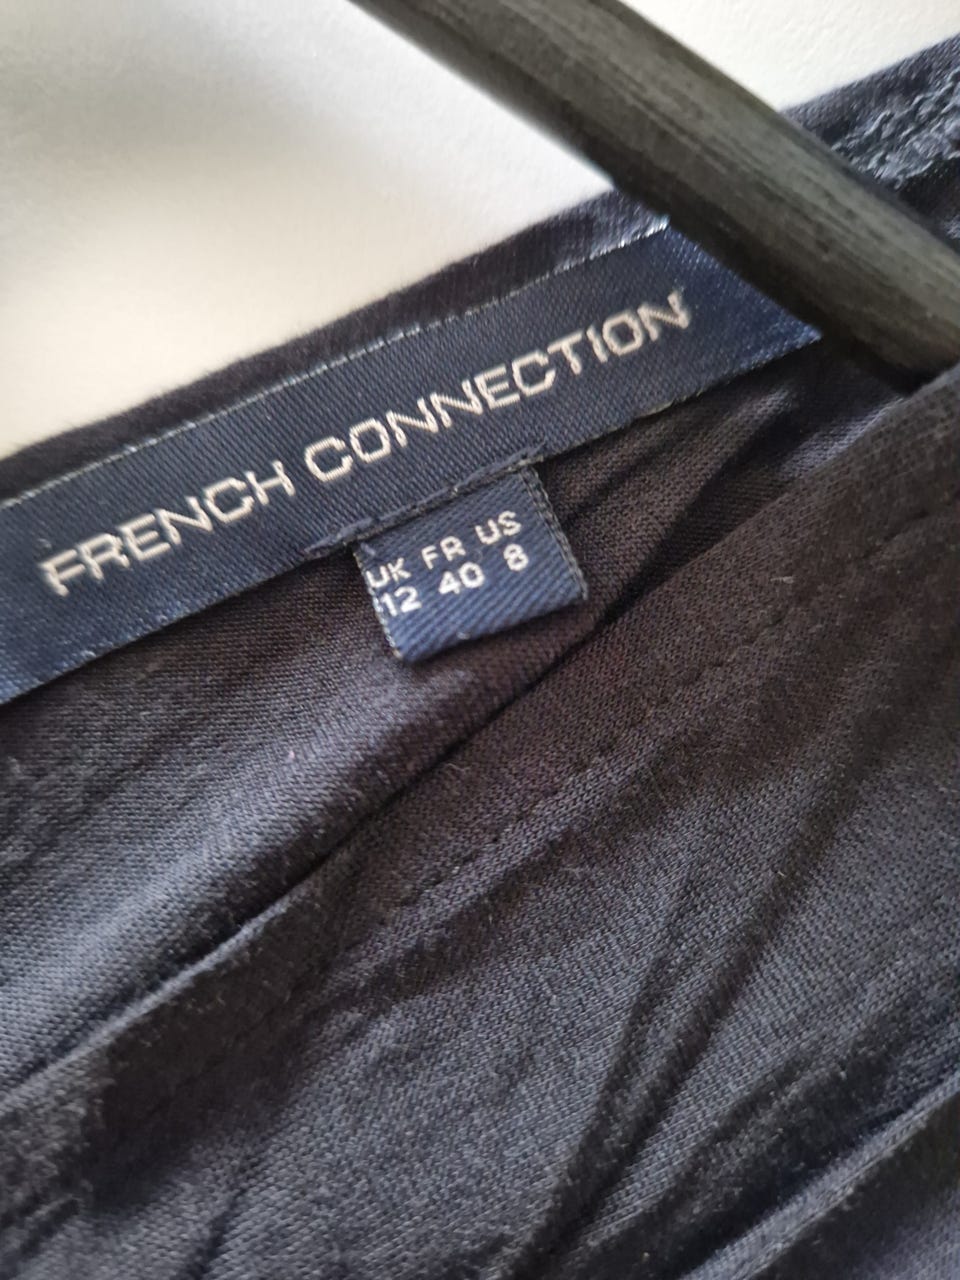 FRENCH CONNECTION
UK FR US
12 40 8